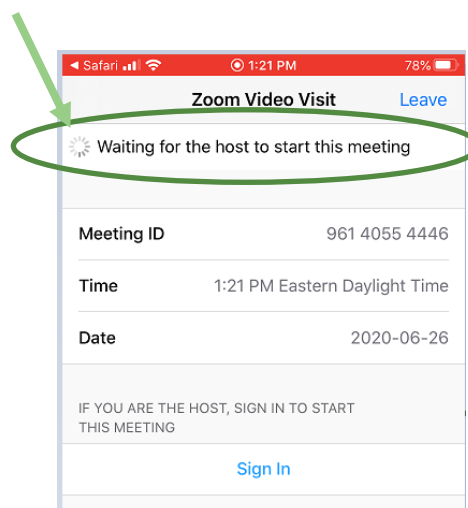 Safari 1:21 PM 78%
Zoom Video Visit Leave
Waiting for the host to start this meeting
Meeting ID 961 4055 4446
Time 1:21 PM Eastern Daylight Time
Date 2020-06-26
IF YOU ARE THE HOST, SIGN IN TO START
THIS MEETING
Sign In